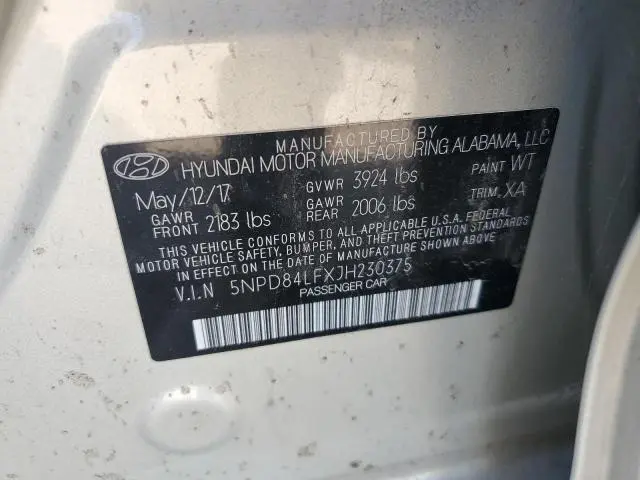 MANUFACTURED BY
HYUNDAI MOTOR MANUFACTURING ALABAMA, LLC
May/12/17 GVWR 3924 lbs PAINT WT
GAWR FRONT 2183 lbs GAWR REAR 2006 lbs TRIM XA
THIS VEHICLE CONFORMS TO ALL APPLICABLE U.S.A. FEDERAL
MOTOR VEHICLE SAFETY, BUMPER, AND THEFT PREVENTION STANDARDS
IN EFFECT ON THE DATE OF MANUFACTURE SHOWN ABOVE.
V.I.N 5NPD84LFXJH230375
PASSENGER CAR